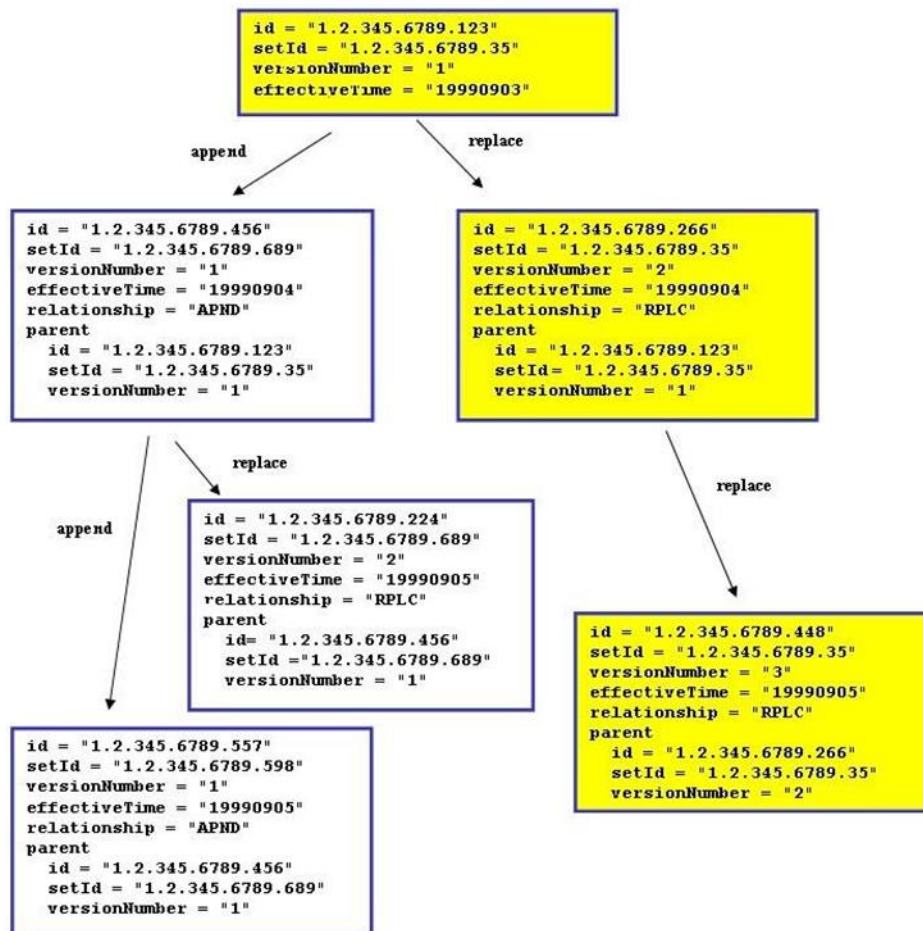 id = "1.2.345.6789.123"
setId = "1.2.345.6789.35"
versionNumber = "1"
effectiveTime = "19990903"
append
replace
id = "1.2.345.6789.456"
setId = "1.2.345.6789.689"
versionNumber = "1"
effectiveTime = "19990904"
relationship = "APND"
parent
id = "1.2.345.6789.123"
setId = "1.2.345.6789.35"
versionNumber = "1"
id = "1.2.345.6789.266"
setId = "1.2.345.6789.35"
versionNumber = "2"
effectiveTime = "19990904"
relationship = "RPLC"
parent
id = "1.2.345.6789.123"
setId= "1.2.345.6789.35"
versionNumber = "1"
append
replace
replace
id = "1.2.345.6789.224"
setId = "1.2.345.6789.689"
versionNumber = "2"
effectiveTime = "19990905"
relationship = "RPLC"
parent
id= "1.2.345.6789.456"
setId ="1.2.345.6789.689"
versionNumber = "1"
id = "1.2.345.6789.448"
setId = "1.2.345.6789.35"
versionNumber = "3"
effectiveTime = "19990905"
relationship = "RPLC"
parent
id = "1.2.345.6789.266"
setId = "1.2.345.6789.35"
versionNumber = "2"
id = "1.2.345.6789.557"
setId = "1.2.345.6789.598"
versionNumber = "1"
effectiveTime = "19990905"
relationship = "APND"
parent
id = "1.2.345.6789.456"
setId = "1.2.345.6789.689"
versionNumber = "1"